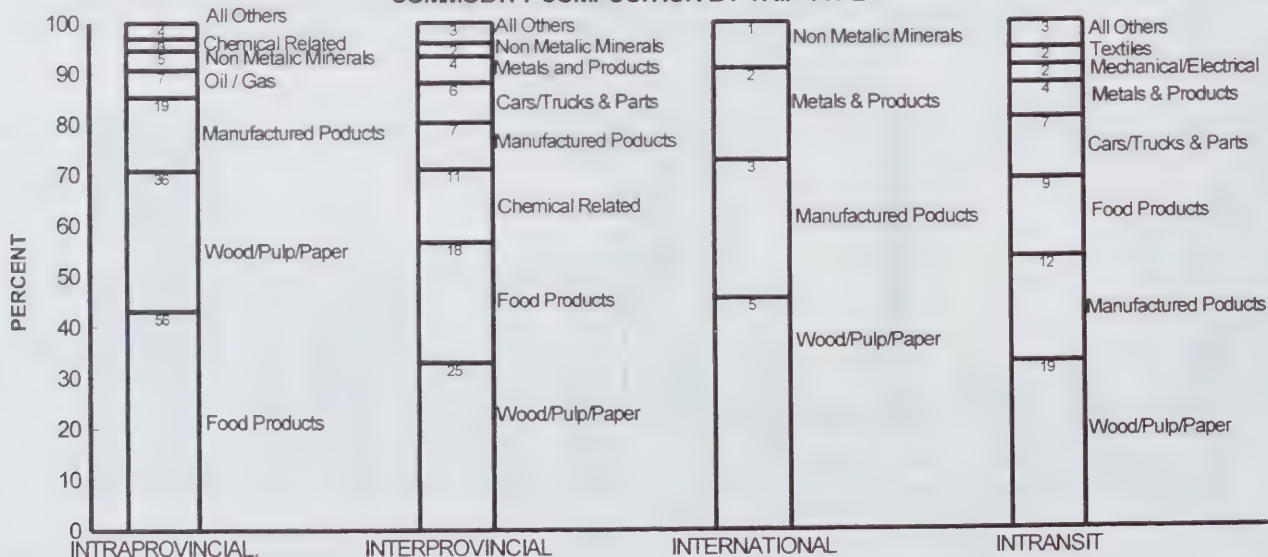 COMMODITY COMPOSITION BY TRIP TYPE
PERCENT
100
90
80
70
60
50
40
30
20
10
0
4
All Others
Chemical Related
5
Non Metalic Minerals
7
Oil / Gas
19
Manufactured Poducts
36
Wood/Pulp/Paper
56
Food Products
INTRAPROVINCIAL.
3
All Others
2
Non Metalic Minerals
4
Metals and Products
6
Cars/Trucks & Parts
7
Manufactured Poducts
11
Chemical Related
18
Food Products
25
Wood/Pulp/Paper
INTERPROVINCIAL
1
Non Metalic Minerals
2
Metals & Products
3
Manufactured Poducts
5
Wood/Pulp/Paper
INTERNATIONAL
3
All Others
2
Textiles
2
Mechanical/Electrical
4
Metals & Products
7
Cars/Trucks & Parts
9
Food Products
12
Manufactured Poducts
19
Wood/Pulp/Paper
INTRANSIT